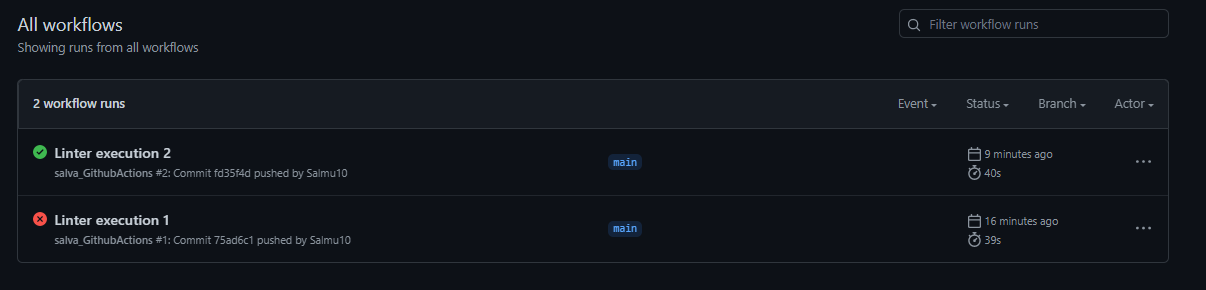 All workflows
Filter workflow runs
Showing runs from all workflows
2 workflow runs
Event
Status
Branch
Actor
Linter execution 2
main
9 minutes ago
salva_GithubActions #2: Commit fd35f4d pushed by Salmu10
40s
Linter execution 1
main
16 minutes ago
salva_GithubActions #1: Commit 75ad6c1 pushed by Salmu10
39s